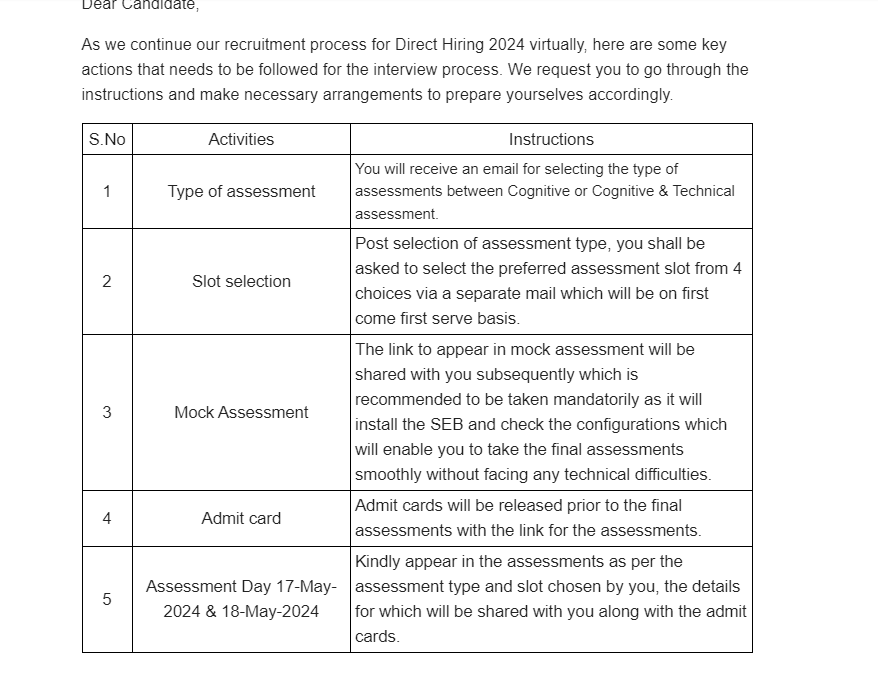 Dear Candidate,
As we continue our recruitment process for Direct Hiring 2024 virtually, here are some key
actions that needs to be followed for the interview process. We request you to go through the
instructions and make necessary arrangements to prepare yourselves accordingly.
S.No Activities Instructions
1 Type of assessment
You will receive an email for selecting the type of
assessments between Cognitive or Cognitive & Technical
assessment.
2 Slot selection
Post selection of assessment type, you shall be
asked to select the preferred assessment slot from 4
choices via a separate mail which will be on first
come first serve basis.
3 Mock Assessment
The link to appear in mock assessment will be
shared with you subsequently which is
recommended to be taken mandatorily as it will
install the SEB and check the configurations which
will enable you to take the final assessments
smoothly without facing any technical difficulties.
4 Admit card
Admit cards will be released prior to the final
assessments with the link for the assessments.
5 Assessment Day 17-May-
2024 & 18-May-2024
Kindly appear in the assessments as per the
assessment type and slot chosen by you, the details
for which will be shared with you along with the admit
cards.